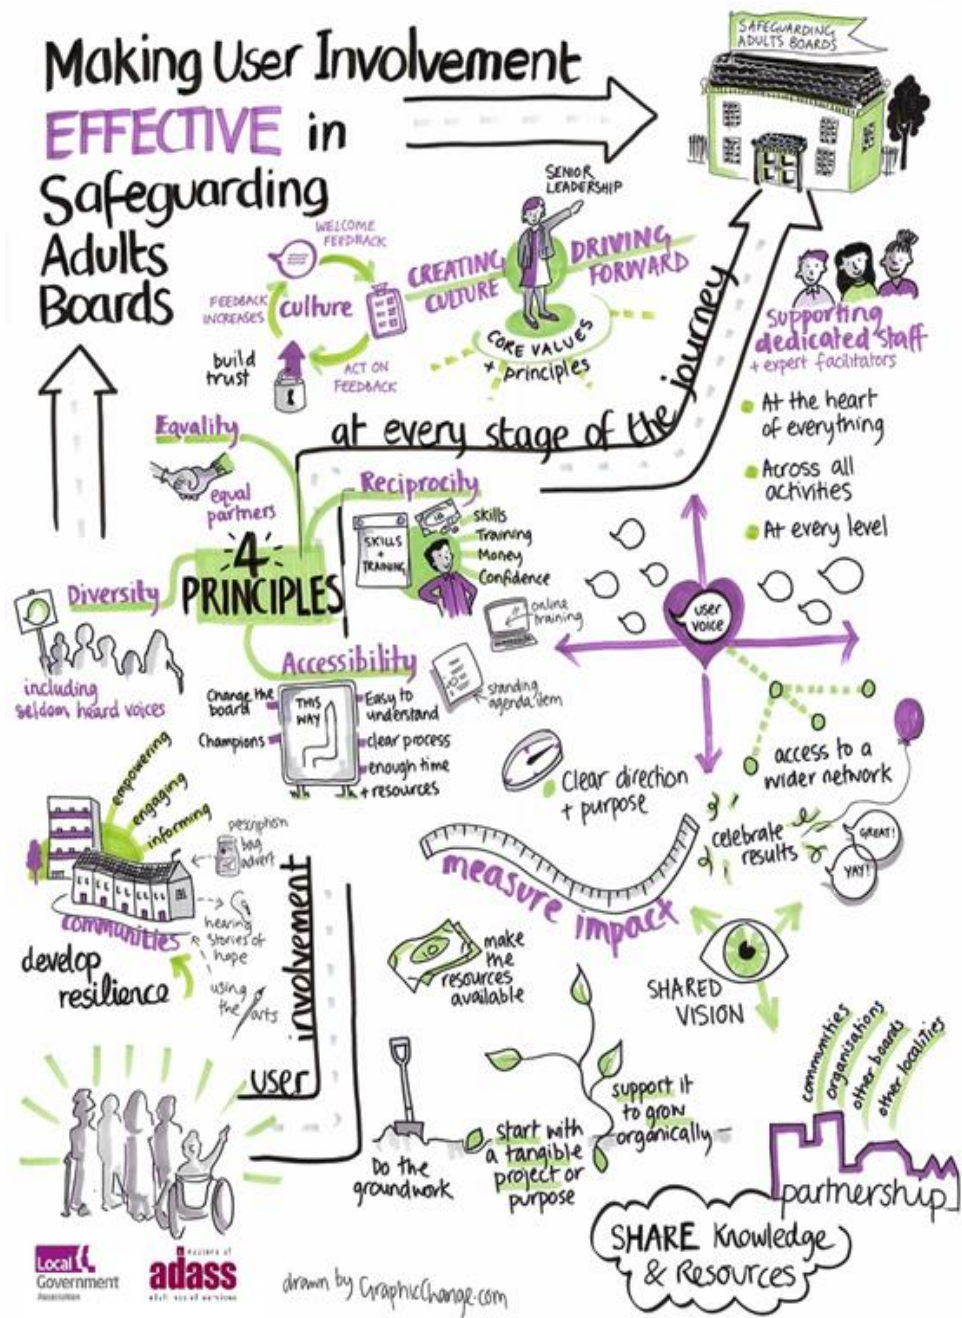 Making User Involvement
EFFECTIVE in
Safeguarding
Adults
Boards
SAFEGUARDING
ADULTS BOARDS
SENIOR
LEADERSHIP
WELCOME
FEEDBACK
culture
FEEDBACK
INCREASES
build
trust
ACT ON
FEEDBACK
CREATING
CULTURE
DRIVING
FORWARD
CORE VALUES
+ principles
Supporting
dedicated staff
+ expert facilitators
At the heart
of everything
Across all
activities
At every level
at every stage of the journey
4
PRINCIPLES
Equality
equal
partners
Reciprocity
SKILLS
+
TRAINING
Skills
Training
Money
Confidence
online
training
Diversity
including
seldom heard voices
Accessibility
Change the
board
Champions
THIS
WAY
Easy to
understand
clear process
enough time
+ resources
standing
agenda item
user
voice
access to a
wider network
Clear direction
+ purpose
celebrate
results
GREAT!
YAY!
measure impact
empowering
engaging
informing
bag
advert
communities
hearing
stories of
hope
using
the arts
develop
resilience
user
involvement
make
the
resources
available
SHARED
VISION
Do the
groundwork
start with
a tangible
project or
purpose
support it
to grow
organically
communities
organisations
other boards
other localities
partnership
SHARE Knowledge
& Resources
Local
Government
Association
adass
drawn by GraphicChange.com